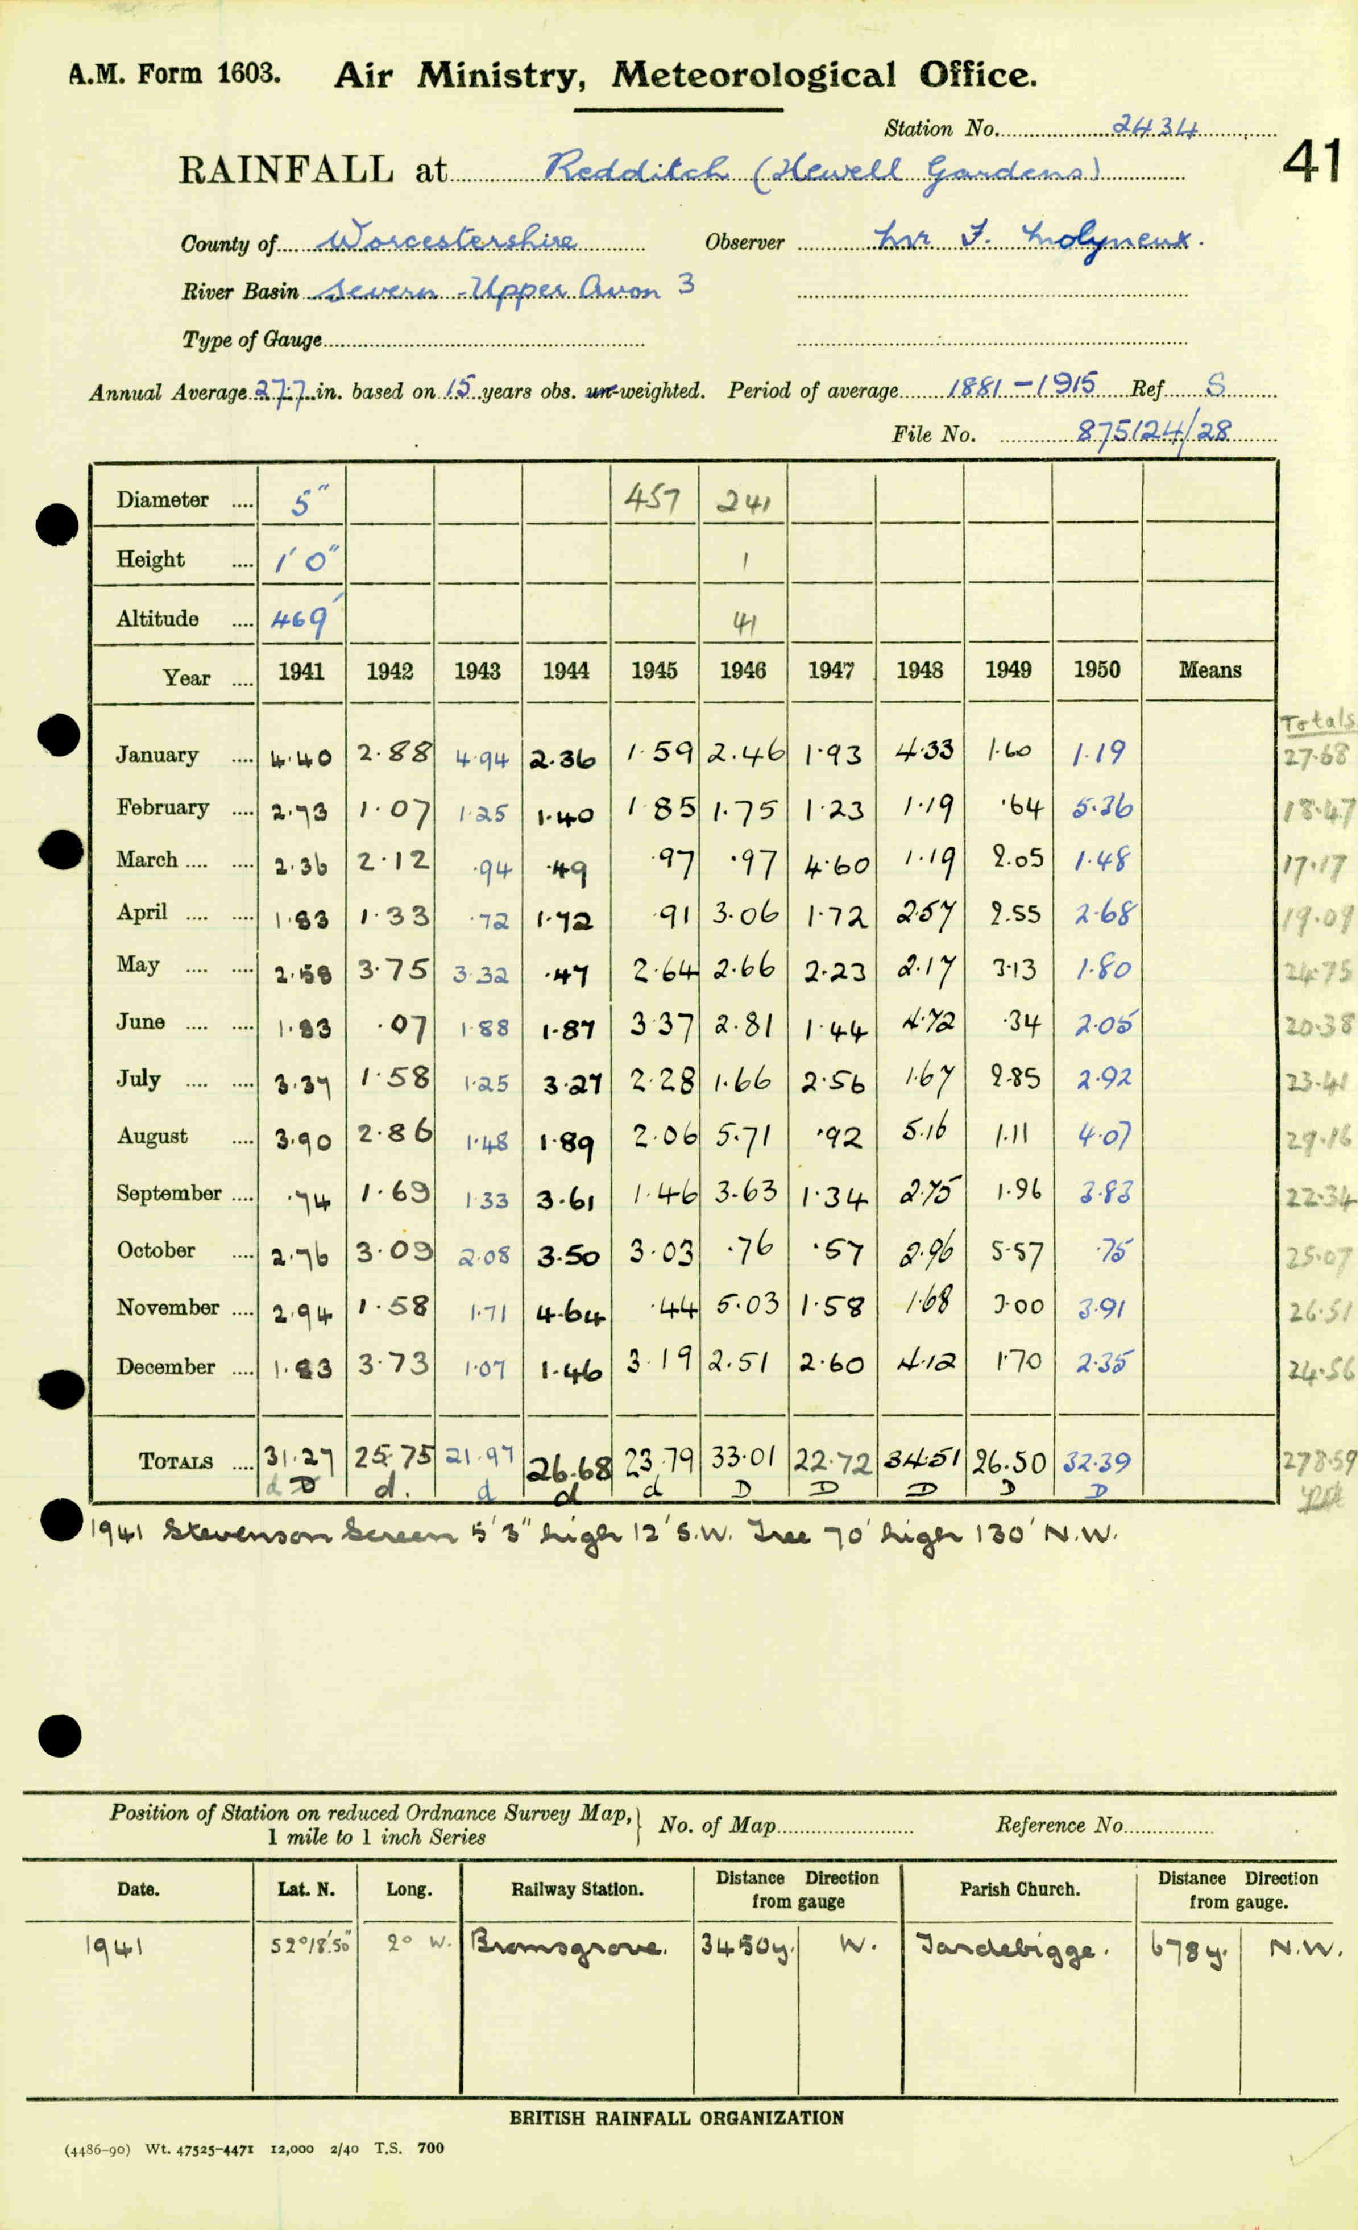 A.M. Form 1603. Air Ministry, Meteorological Office.
Station No. 2434
41
RAINFALL at Redditch (Hewell Gardens)
County of Worcestershire Observer Mr F. Molyneux.
River Basin Severn - Upper Avon 3
Type of Gauge
Annual Average 27.7 in. based on 15 years obs. un-weighted. Period of average 1881-1915 Ref S
File No. 875124/28
Diameter .... 5" 457 241
Height .... 1' 0" 1
Altitude .... 469' 41
Year .... 1941 1942 1943 1944 1945 1946 1947 1948 1949 1950 Means
Totals
January .... 4.40 2.88 4.94 2.36 1.59 2.46 1.93 4.33 1.60 1.19 27.68
February .... 2.73 1.07 1.25 1.40 1.85 1.75 1.23 1.19 .64 5.36 18.47
March .... .... 2.36 2.12 .94 .49 .97 .97 4.60 1.19 2.05 1.48 17.17
April .... .... 1.83 1.33 .72 1.72 .91 3.06 1.72 2.57 2.55 2.68 19.09
May .... .... 2.58 3.75 3.32 .47 2.64 2.66 2.23 2.17 3.13 1.80 24.75
June .... .... 1.83 .07 1.88 1.87 3.37 2.81 1.44 4.72 .34 2.05 20.38
July .... .... 3.37 1.58 1.25 3.27 2.28 1.66 2.56 1.67 2.85 2.92 23.41
August .... 3.90 2.86 1.48 1.89 2.06 5.71 .92 5.16 1.11 4.07 29.16
September .... .74 1.69 1.33 3.61 1.46 3.63 1.34 2.75 1.96 3.83 22.34
October .... 2.76 3.09 2.08 3.50 3.03 .76 .57 2.96 5.57 .75 25.07
November .... 2.94 1.58 1.71 4.64 .44 5.03 1.58 1.68 3.00 3.91 26.51
December .... 1.83 3.73 1.07 1.46 3.19 2.51 2.60 4.12 1.70 2.35 24.56
TOTALS .... 31.27 25.75 21.97 26.68 23.79 33.01 22.72 34.51 26.50 32.39 278.59
d D d. d d d D D D D D
1941 Stevenson Screen 5'3" high 12' S.W. Tree 70' high 130' N.W.
Position of Station on reduced Ordnance Survey Map, 1 mile to 1 inch Series } No. of Map Reference No.
Date. Lat. N. Long. Railway Station. Distance Direction from gauge Parish Church. Distance Direction from gauge.
1941 52°18'50" 2° W. Bromsgrove. 3450y. W. Tardebigge. 678y. N.W.
BRITISH RAINFALL ORGANIZATION
(4486-90) Wt. 47525-4471 12,000 2/40 T.S. 700